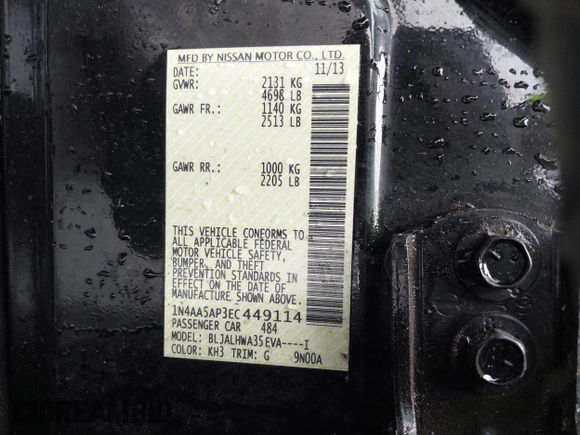 MFD BY NISSAN MOTOR CO., LTD.
DATE: 11/13
GVWR: 2131 KG
4698 LB
GAWR FR.: 1140 KG
2513 LB
GAWR RR.: 1000 KG
2205 LB
THIS VEHICLE CONFORMS TO
ALL APPLICABLE FEDERAL
MOTOR VEHICLE SAFETY,
BUMPER, AND THEFT
PREVENTION STANDARDS IN
EFFECT ON THE DATE OF
MANUFACTURE SHOWN ABOVE.
1N4AA5AP3EC449114
PASSENGER CAR 484
MODEL: BLJALHWA35EVA----I
COLOR: KH3 TRIM: G 9N00A
DREAMBID